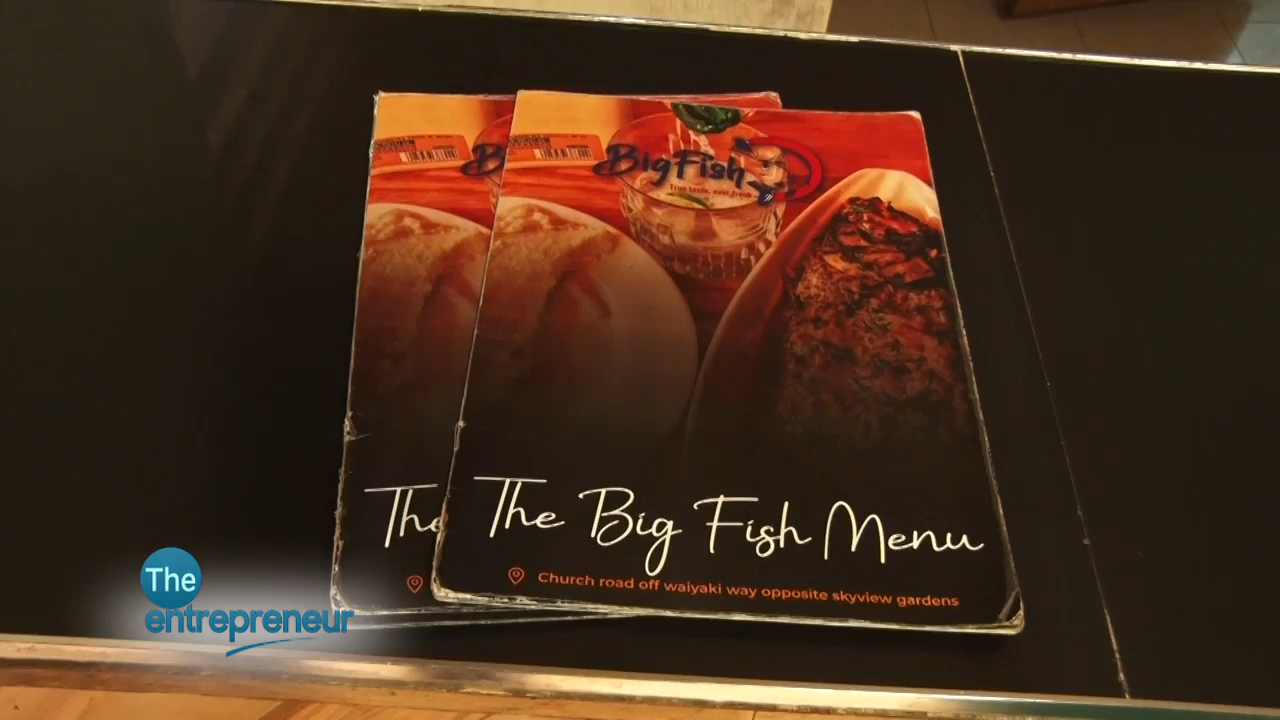 BigFish
True taste, ever fresh
The Big Fish Menu
Church road off waiyaki way opposite skyview gardens
B
The
The
entrepreneur